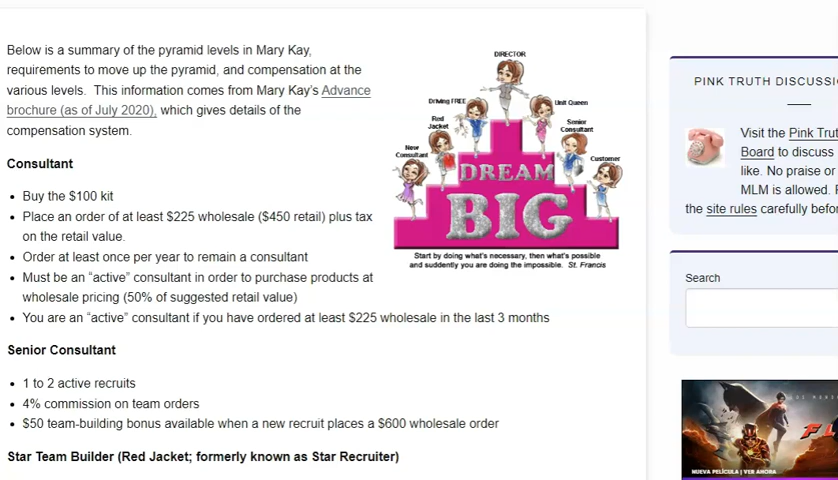 Below is a summary of the pyramid levels in Mary Kay,
requirements to move up the pyramid, and compensation at the
various levels.  This information comes from Mary Kay's Advance
brochure (as of July 2020), which gives details of the
compensation system.
Consultant
• Buy the $100 kit
• Place an order of at least $225 wholesale ($450 retail) plus tax
on the retail value.
• Order at least once per year to remain a consultant
• Must be an “active” consultant in order to purchase products at
wholesale pricing (50% of suggested retail value)
• You are an “active” consultant if you have ordered at least $225 wholesale in the last 3 months
Senior Consultant
• 1 to 2 active recruits
• 4% commission on team orders
• $50 team-building bonus available when a new recruit places a $600 wholesale order
Star Team Builder (Red Jacket; formerly known as Star Recruiter)
DIRECTOR
Driving FREE
Unit Queen
Red
Jacket
Senior
Consultant
New
Consultant
Customer
DREAM
BIG
Start by doing what's necessary, then what's possible
and suddenly you are doing the impossible.  St. Francis
PINK TRUTH DISCUSSI
Visit the Pink Trut
Board to discuss
like. No praise or
MLM is allowed.
the site rules carefully befor
Search
FL
NUEVA PELÍCULA | VER AHORA